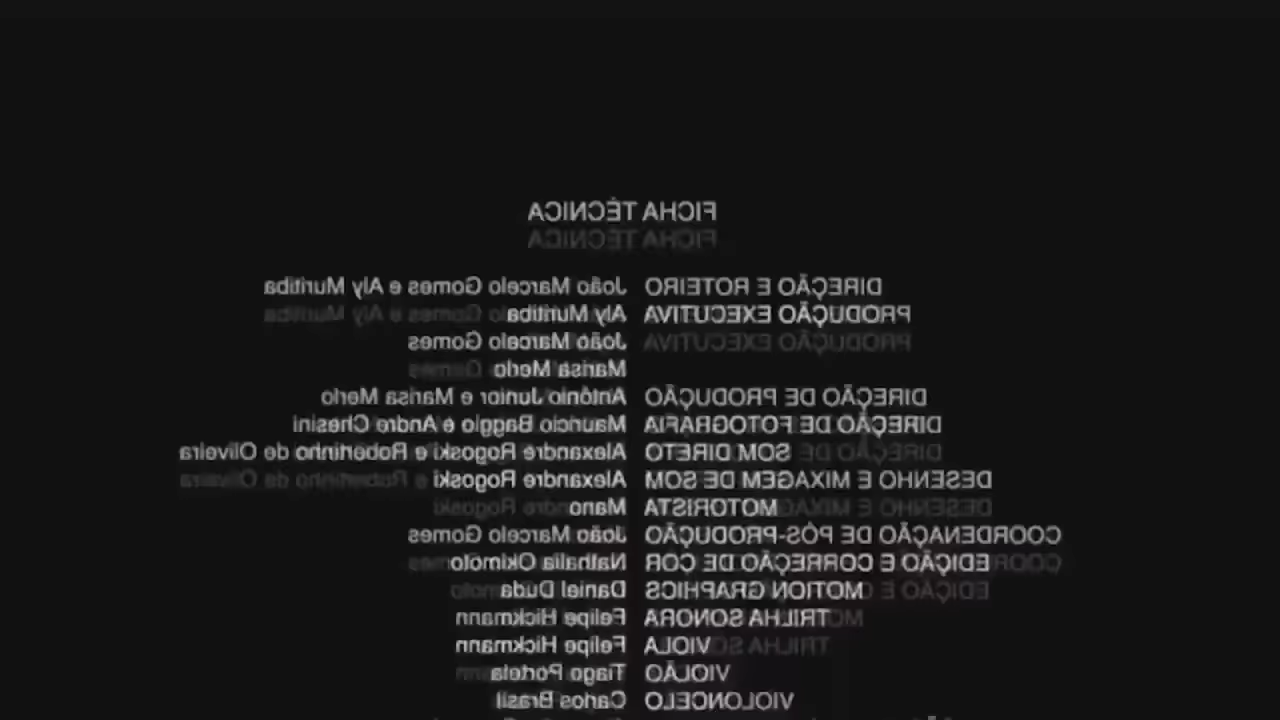 FICHA TÉCNICA
DIREÇÃO E ROTEIRO João Marcelo Gomes e Aly Muritiba
PRODUÇÃO EXECUTIVA Aly Muritiba
João Marcelo Gomes
Marisa Merlo
DIREÇÃO DE PRODUÇÃO Antônio Junior e Marisa Merlo
DIREÇÃO DE FOTOGRAFIA Mauricio Baggio e Andre Chesini
SOM DIRETO Alexandre Rogoski e Robertinho de Oliveira
DESENHO E MIXAGEM DE SOM Alexandre Rogoski
MOTORISTA Mano
COORDENAÇÃO DE PÓS-PRODUÇÃO João Marcelo Gomes
EDIÇÃO E CORREÇÃO DE COR Nathalia Okimoto
MOTION GRAPHICS Daniel Duda
TRILHA SONORA Felipe Hickmann
VIOLA Felipe Hickmann
VIOLÃO Tiago Portela
VIOLONCELO Carlos Brasil